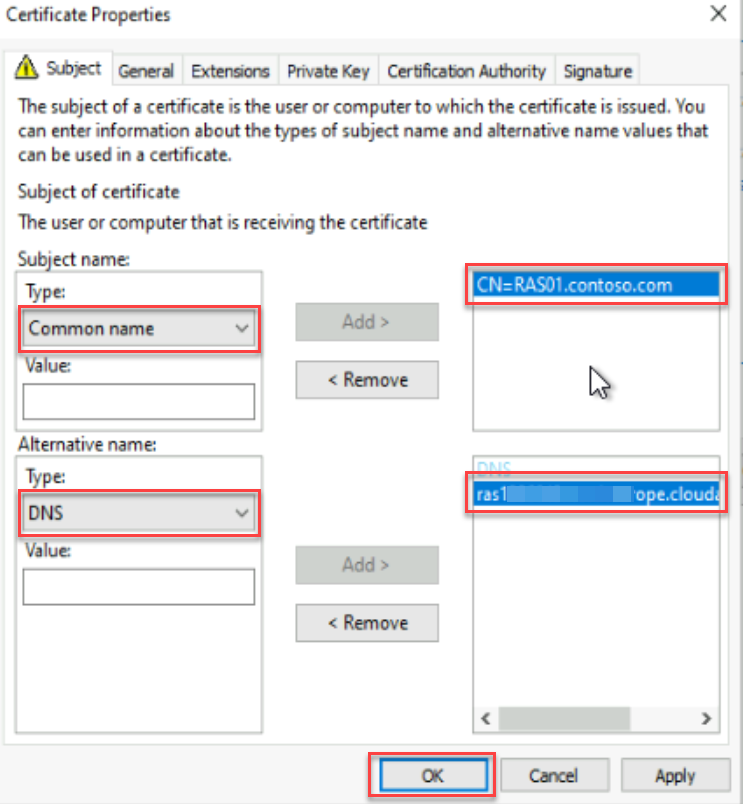 Certificate Properties
Subject General Extensions Private Key Certification Authority Signature
The subject of a certificate is the user or computer to which the certificate is issued. You
can enter information about the types of subject name and alternative name values that
can be used in a certificate.
Subject of certificate
The user or computer that is receiving the certificate
Subject name:
Type:
Common name
Value:
Add >
< Remove
CN=RAS01.contoso.com
Alternative name:
Type:
DNS
Value:
Add >
< Remove
DNS
ras1 ope.clouda
OK Cancel Apply